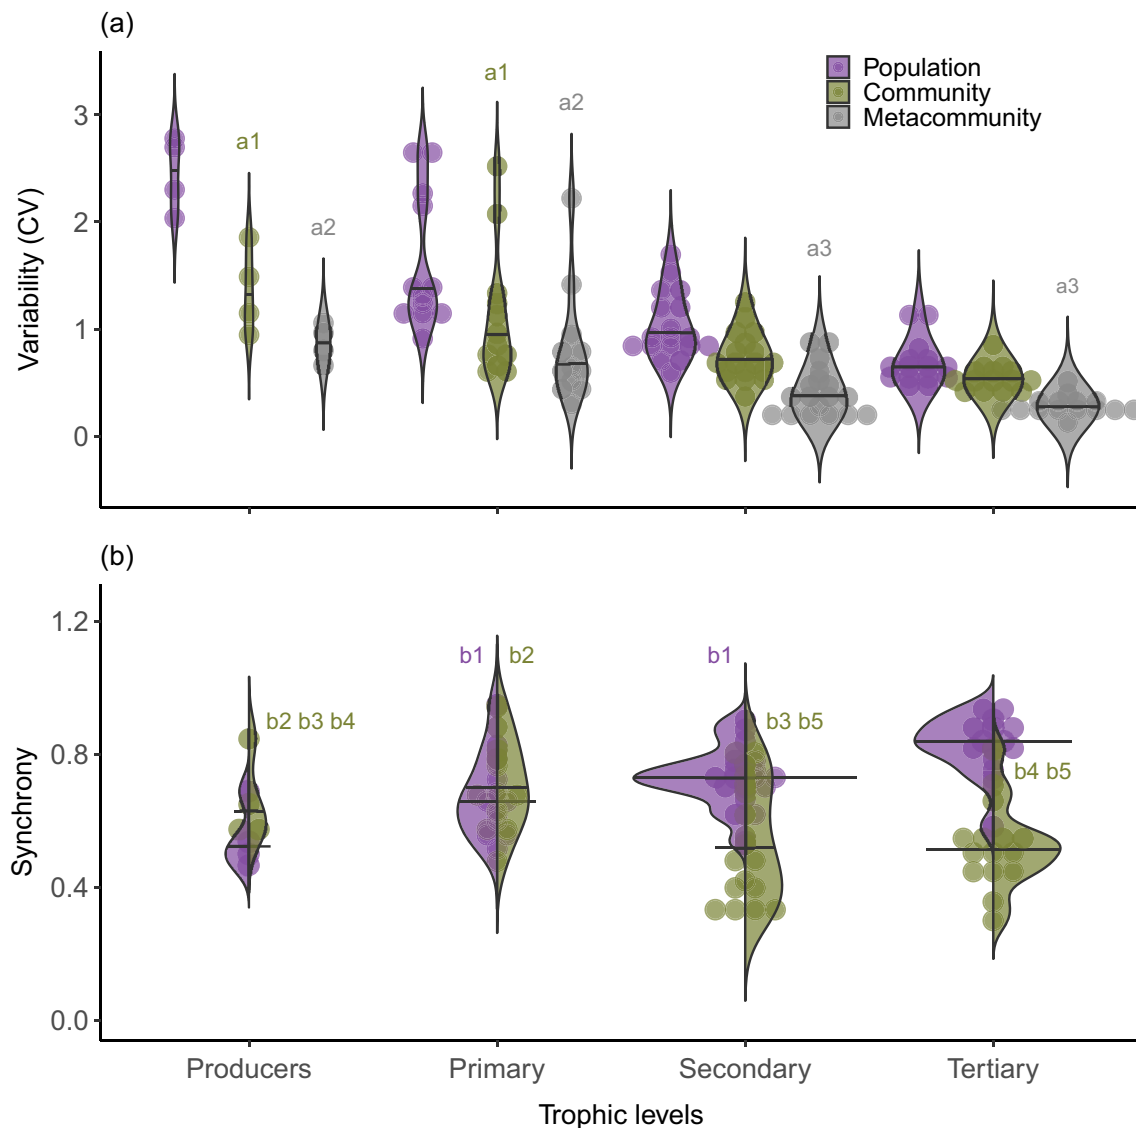 (a)
Variability (CV)
3
2
1
0
a1
a2
a1
a2
a3
a3
Population
Community
Metacommunity
(b)
Synchrony
1.2
0.8
0.4
0.0
b2 b3 b4
b1 b2
b1
b3 b5
b4 b5
Producers Primary Secondary Tertiary
Trophic levels